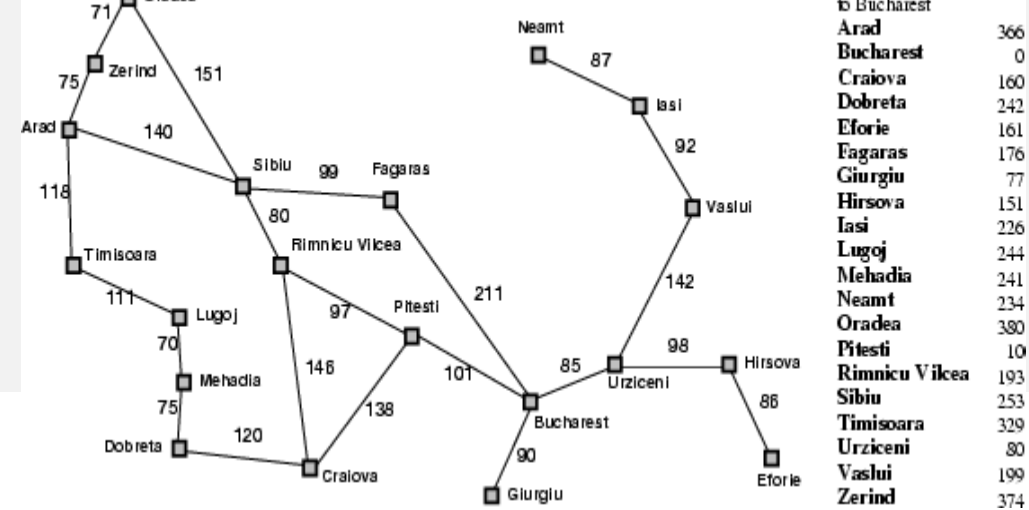 71
Neamt
87
Zerind
151
75
Iasi
Arad
140
92
Sibiu
99
Fagaras
118
80
Vaslui
Timisoara
Rimnicu Vilcea
111
211
142
Lugoj
97
Pitesti
70
98
Hirsova
146
101
85
Urziceni
Mehadia
86
75
138
Bucharest
120
Dobreta
90
Craiova
Eforie
Giurgiu
to Bucharest
Arad 366
Bucharest 0
Craiova 160
Dobreta 242
Eforie 161
Fagaras 176
Giurgiu 77
Hirsova 151
Iasi 226
Lugoj 244
Mehadia 241
Neamt 234
Oradea 380
Pitesti 10
Rimnicu Vilcea 193
Sibiu 253
Timisoara 329
Urziceni 80
Vaslui 199
Zerind 374